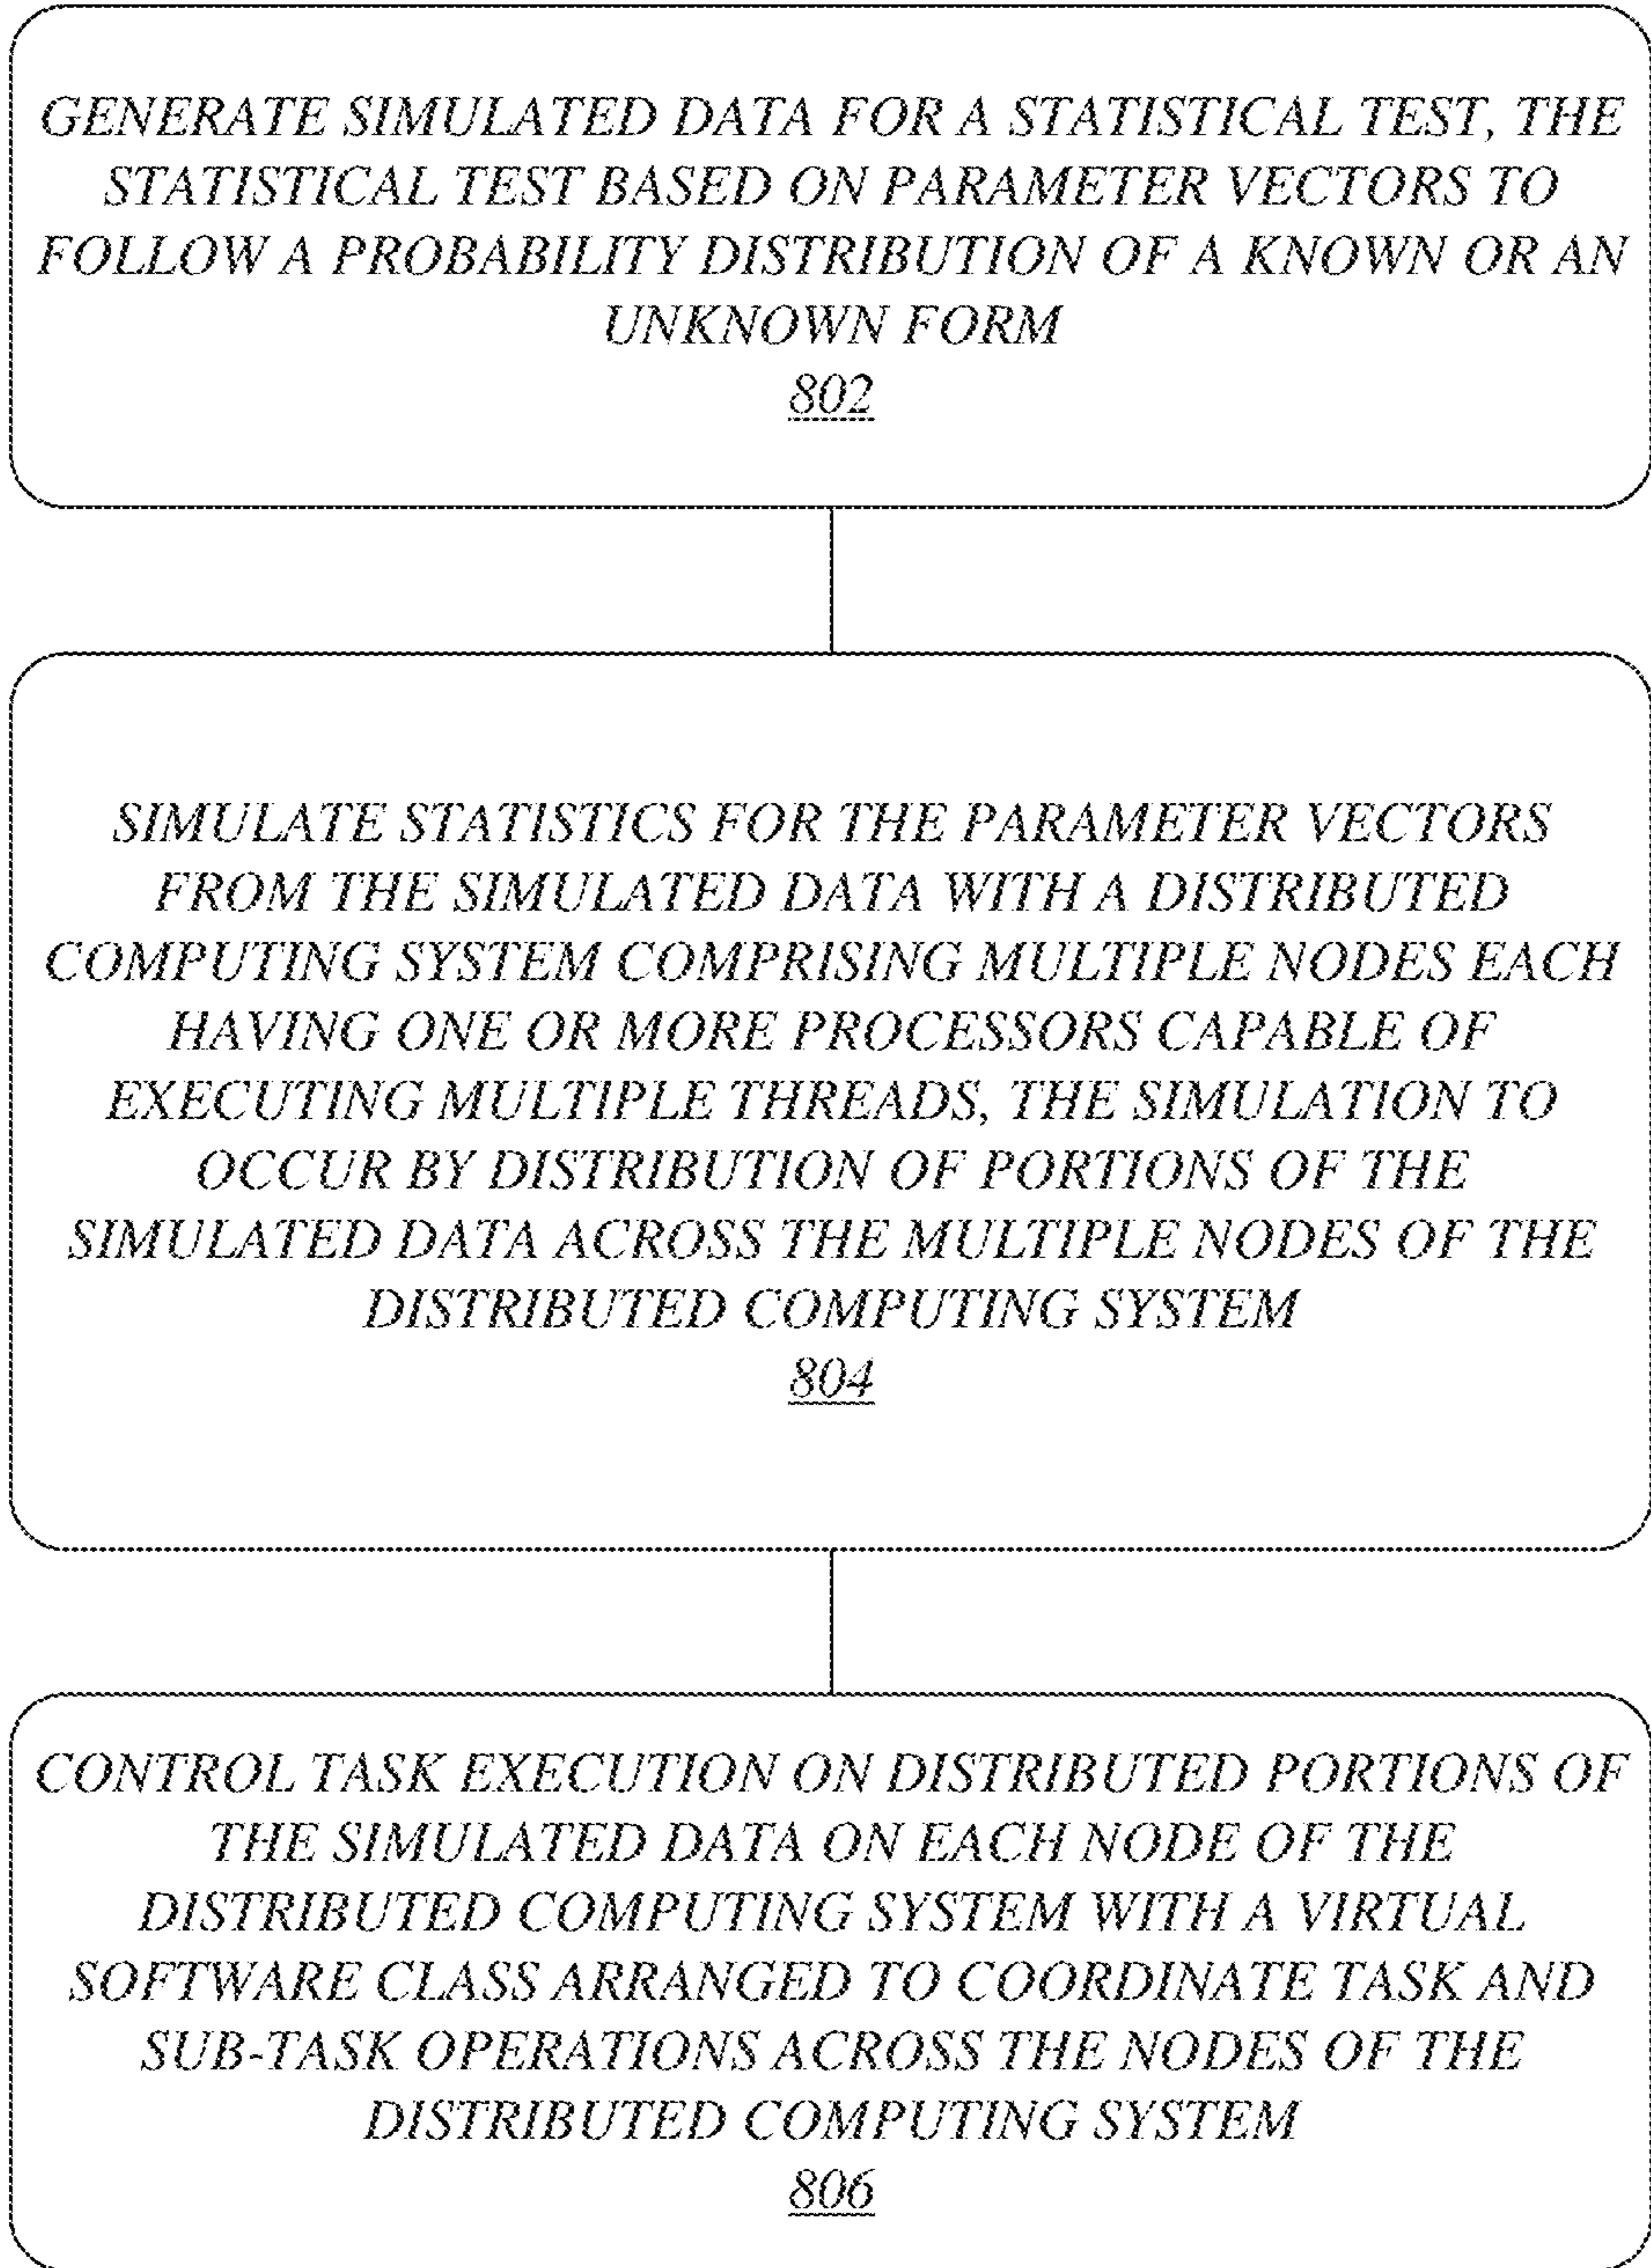 GENERATE SIMULATED DATA FOR A STATISTICAL TEST, THE
STATISTICAL TEST BASED ON PARAMETER VECTORS TO
FOLLOW A PROBABILITY DISTRIBUTION OF A KNOWN OR AN
UNKNOWN FORM
802
SIMULATE STATISTICS FOR THE PARAMETER VECTORS
FROM THE SIMULATED DATA WITH A DISTRIBUTED
COMPUTING SYSTEM COMPRISING MULTIPLE NODES EACH
HAVING ONE OR MORE PROCESSORS CAPABLE OF
EXECUTING MULTIPLE THREADS, THE SIMULATION TO
OCCUR BY DISTRIBUTION OF PORTIONS OF THE
SIMULATED DATA ACROSS THE MULTIPLE NODES OF THE
DISTRIBUTED COMPUTING SYSTEM
804
CONTROL TASK EXECUTION ON DISTRIBUTED PORTIONS OF
THE SIMULATED DATA ON EACH NODE OF THE
DISTRIBUTED COMPUTING SYSTEM WITH A VIRTUAL
SOFTWARE CLASS ARRANGED TO COORDINATE TASK AND
SUB-TASK OPERATIONS ACROSS THE NODES OF THE
DISTRIBUTED COMPUTING SYSTEM
806